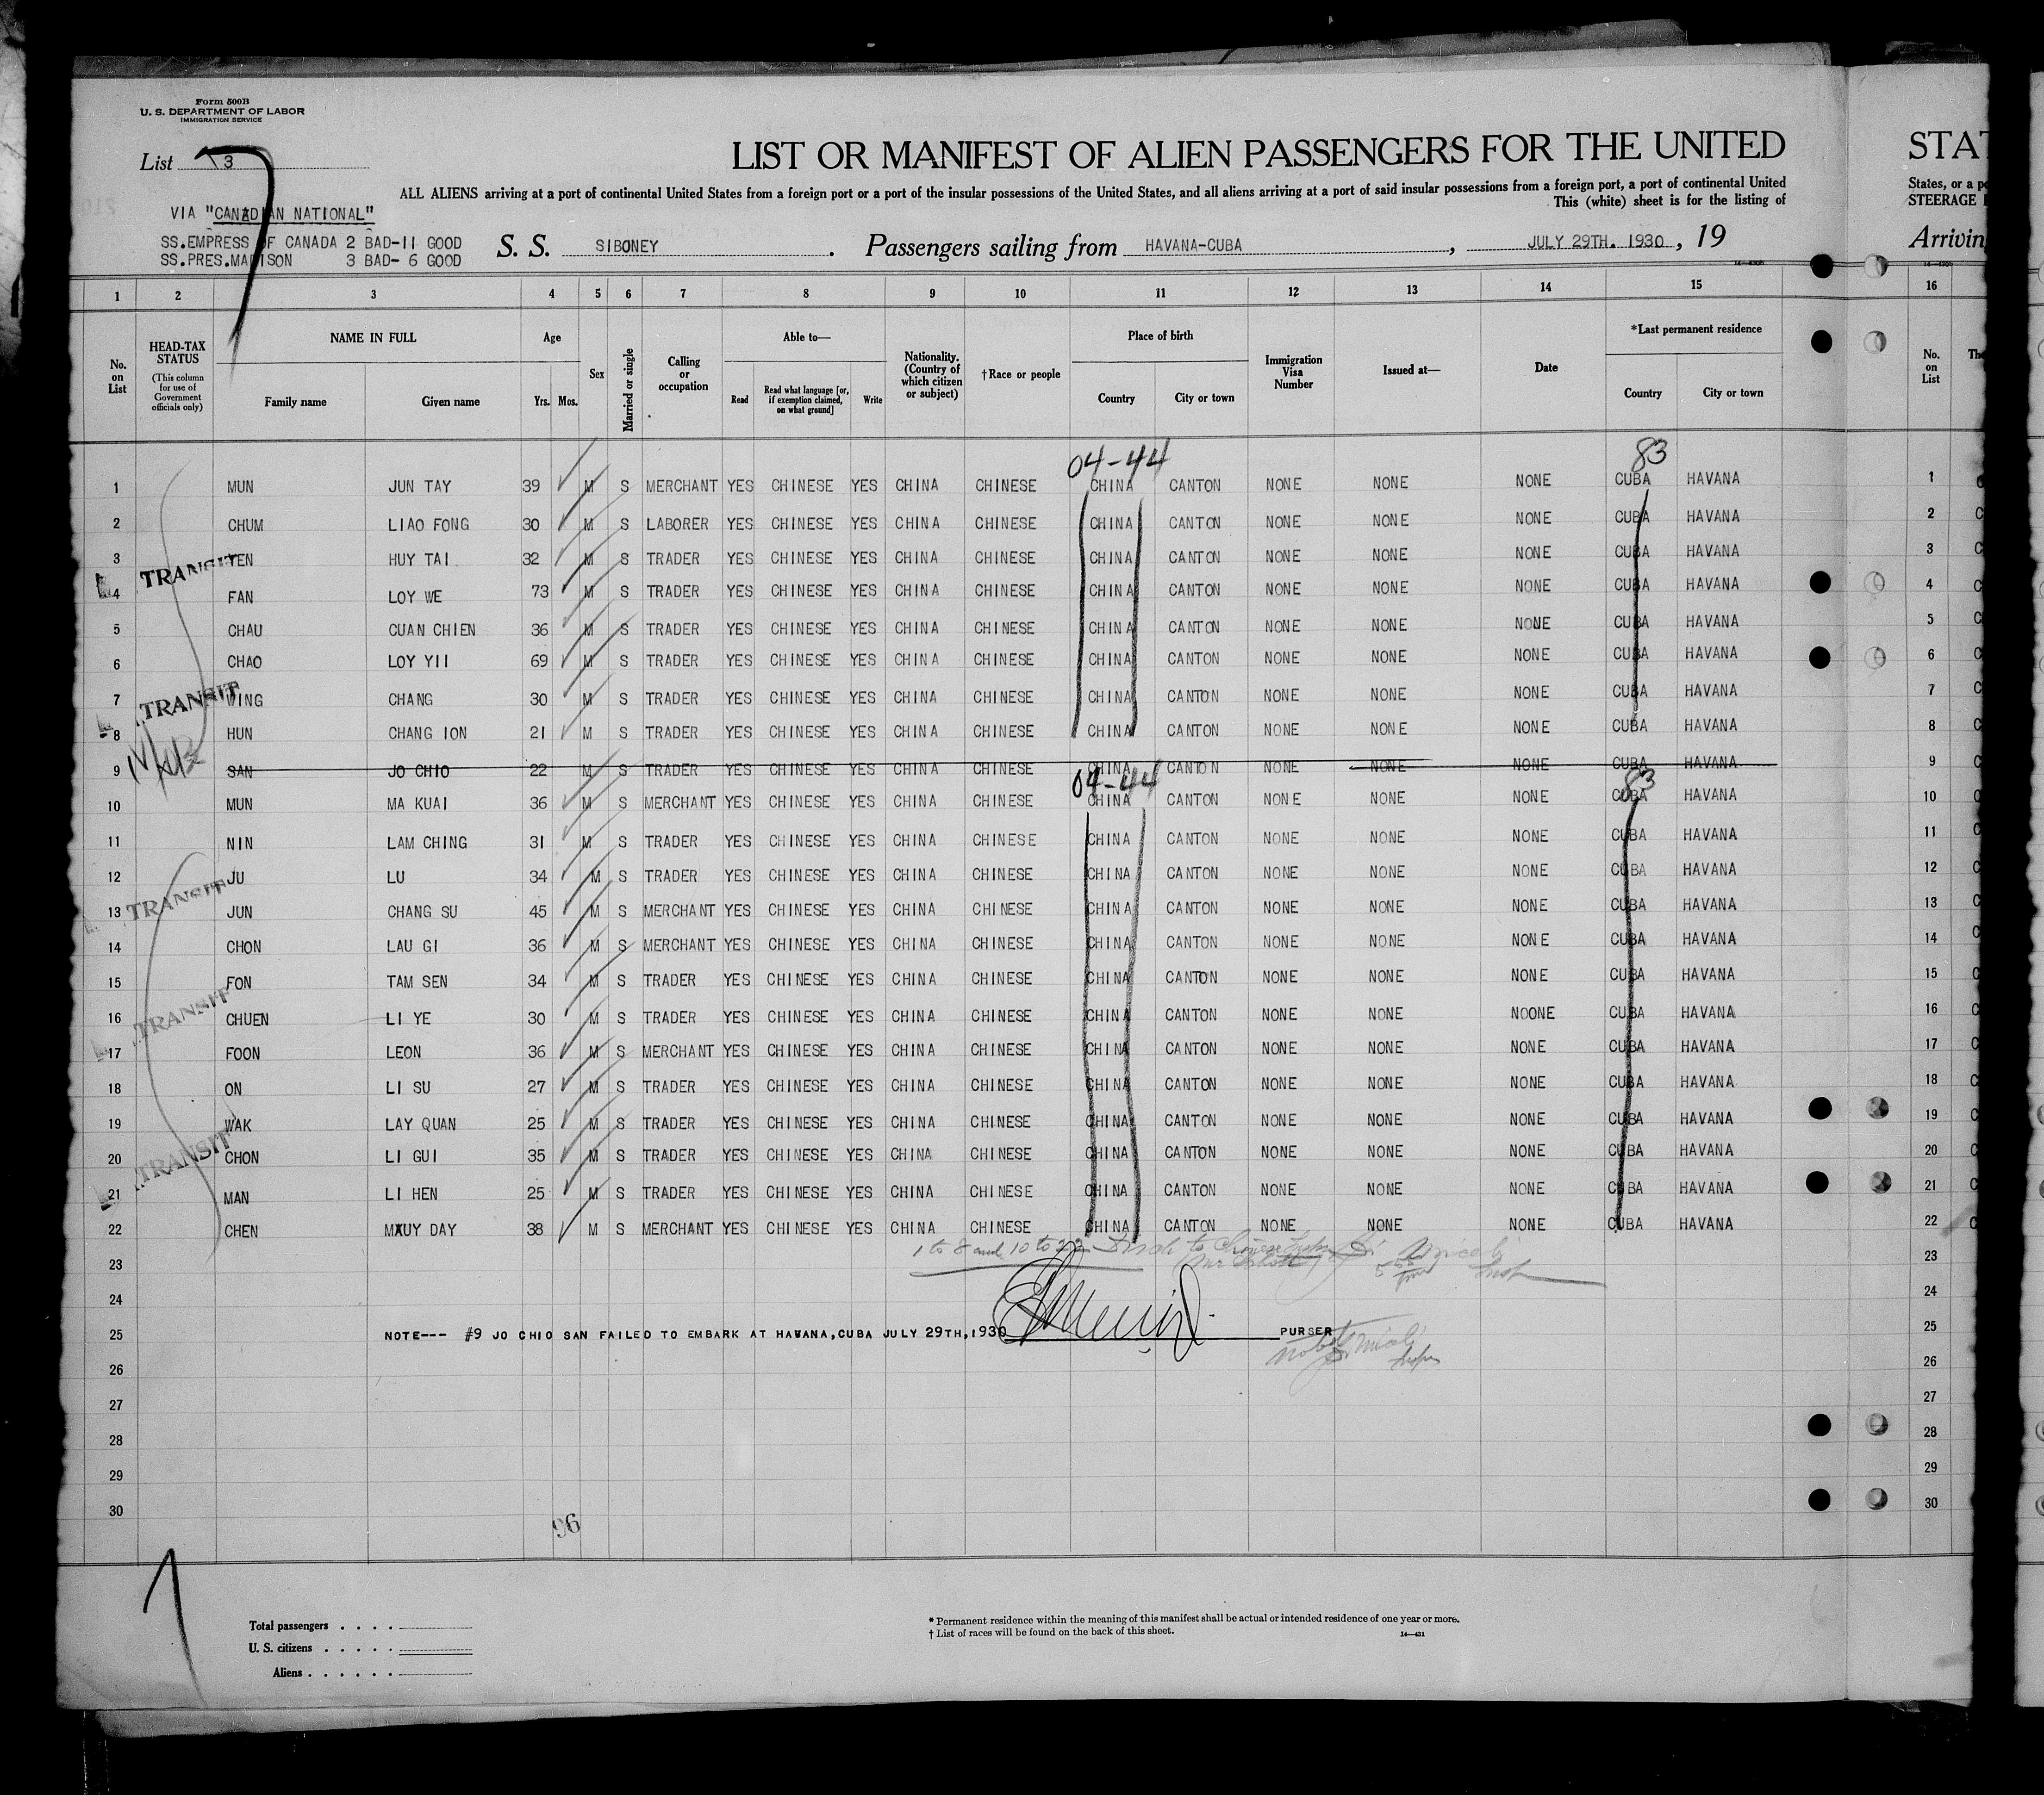 Form 500B
U. S. DEPARTMENT OF LABOR
IMMIGRATION SERVICE
List 3
LIST OR MANIFEST OF ALIEN PASSENGERS FOR THE UNITED
ALL ALIENS arriving at a port of continental United States from a foreign port or a port of the insular possessions of the United States, and all aliens arriving at a port of said insular possessions from a foreign port, a port of continental United
This (white) sheet is for the listing of
VIA "CANADIAN NATIONAL"
SS.EMPRESS OF CANADA 2 BAD-11 GOOD
SS.PRES.MADISON 3 BAD- 6 GOOD
S. S. SIBONEY. Passengers sailing from HAVANA-CUBA, JULY 29TH. 1930, 19
1 2 3 4 5 6 7 8 9 10 11 12 13 14 15
No. on List
HEAD-TAX STATUS
(This column for use of Government officials only)
NAME IN FULL
Family name Given name
Age
Yrs. Mos.
Sex
Married or single
Calling or occupation
Able to—
Read
Read what language [or, if exemption claimed, on what ground]
Write
Nationality. (Country of which citizen or subject)
†Race or people
Place of birth
Country City or town
Immigration Visa Number
Issued at—
Date
*Last permanent residence
Country City or town
04-44 83
1 MUN JUN TAY 39 M S MERCHANT YES CHINESE YES CHINA CHINESE CHINA CANTON NONE NONE NONE CUBA HAVANA
2 CHUM LIAO FONG 30 M S LABORER YES CHINESE YES CHINA CHINESE CHINA CANTON NONE NONE NONE CUBA HAVANA
3 YEN HUY TAI 32 M S TRADER YES CHINESE YES CHINA CHINESE CHINA CANTON NONE NONE NONE CUBA HAVANA
TRANSIT
4 FAN LOY WE 73 M S TRADER YES CHINESE YES CHINA CHINESE CHINA CANTON NONE NONE NONE CUBA HAVANA
5 CHAU CUAN CHIEN 36 M S TRADER YES CHINESE YES CHINA CHINESE CHINA CANTON NONE NONE NONE CUBA HAVANA
6 CHAO LOY YII 69 M S TRADER YES CHINESE YES CHINA CHINESE CHINA CANTON NONE NONE NONE CUBA HAVANA
TRANSIT
7 WING CHANG 30 M S TRADER YES CHINESE YES CHINA CHINESE CHINA CANTON NONE NONE NONE CUBA HAVANA
8 HUN CHANG ION 21 M S TRADER YES CHINESE YES CHINA CHINESE CHINA CANTON NONE NONE NONE CUBA HAVANA
9 SAN JO CHIO 22 M S TRADER YES CHINESE YES CHINA CHINESE CHINA CANTON NONE NONE NONE CUBA HAVANA
04-44 83
10 MUN MA KUAI 36 M S MERCHANT YES CHINESE YES CHINA CHINESE CHINA CANTON NONE NONE NONE CUBA HAVANA
11 NIN LAM CHING 31 M S TRADER YES CHINESE YES CHINA CHINESE CHINA CANTON NONE NONE NONE CUBA HAVANA
12 JU LU 34 M S TRADER YES CHINESE YES CHINA CHINESE CHINA CANTON NONE NONE NONE CUBA HAVANA
TRANSIT
13 JUN CHANG SU 45 M S MERCHANT YES CHINESE YES CHINA CHINESE CHINA CANTON NONE NONE NONE CUBA HAVANA
14 CHON LAU GI 36 M S MERCHANT YES CHINESE YES CHINA CHINESE CHINA CANTON NONE NONE NONE CUBA HAVANA
15 FON TAM SEN 34 M S TRADER YES CHINESE YES CHINA CHINESE CHINA CANTON NONE NONE NONE CUBA HAVANA
TRANSIT
16 CHUEN LI YE 30 M S TRADER YES CHINESE YES CHINA CHINESE CHINA CANTON NONE NONE NOONE CUBA HAVANA
17 FOON LEON 36 M S MERCHANT YES CHINESE YES CHINA CHINESE CHINA CANTON NONE NONE NONE CUBA HAVANA
18 ON LI SU 27 M S TRADER YES CHINESE YES CHINA CHINESE CHINA CANTON NONE NONE NONE CUBA HAVANA
19 WAK LAY QUAN 25 M S TRADER YES CHINESE YES CHINA CHINESE CHINA CANTON NONE NONE NONE CUBA HAVANA
TRANSIT
20 CHON LI GUI 35 M S TRADER YES CHINESE YES CHINA CHINESE CHINA CANTON NONE NONE NONE CUBA HAVANA
21 MAN LI HEN 25 M S TRADER YES CHINESE YES CHINA CHINESE CHINA CANTON NONE NONE NONE CUBA HAVANA
22 CHEN MXUY DAY 38 M S MERCHANT YES CHINESE YES CHINA CHINESE CHINA CANTON NONE NONE NONE CUBA HAVANA
1 to 8 and 10 to 22 to Chinese
23
24
25 NOTE--- #9 JO CHIO SAN FAILED TO EMBARK AT HAVANA,CUBA JULY 29TH,1930 PURSER
26
27
28
29
30
96
Total passengers . . . .
U. S. citizens . . . . .
Aliens . . . . . .
* Permanent residence within the meaning of this manifest shall be actual or intended residence of one year or more.
† List of races will be found on the back of this sheet.
14—431
STAT
States, or a p
STEERAGE
Arrivin
16
No. on List
1
2
3
4
5
6
7
8
9
10
11
12
13
14
15
16
17
18
19
20
21
22
23
24
25
26
27
28
29
30